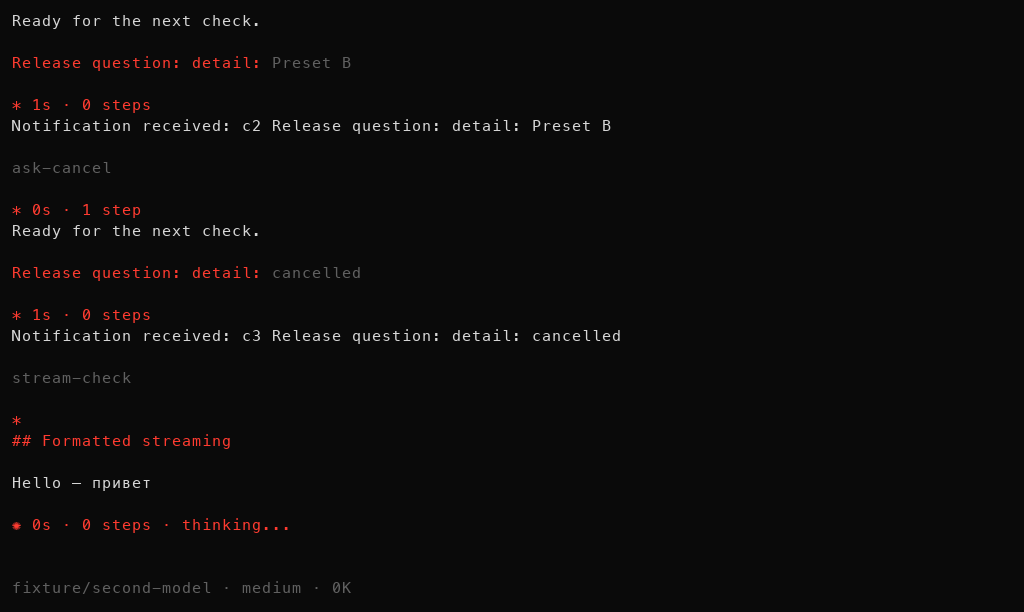 Ready for the next check.
Release question: detail: Preset B
* 1s · 0 steps
Notification received: c2 Release question: detail: Preset B
ask-cancel
* 0s · 1 step
Ready for the next check.
Release question: detail: cancelled
* 1s · 0 steps
Notification received: c3 Release question: detail: cancelled
stream-check
*
## Formatted streaming
Hello — привет
✺ 0s · 0 steps · thinking...
fixture/second-model · medium · 0K